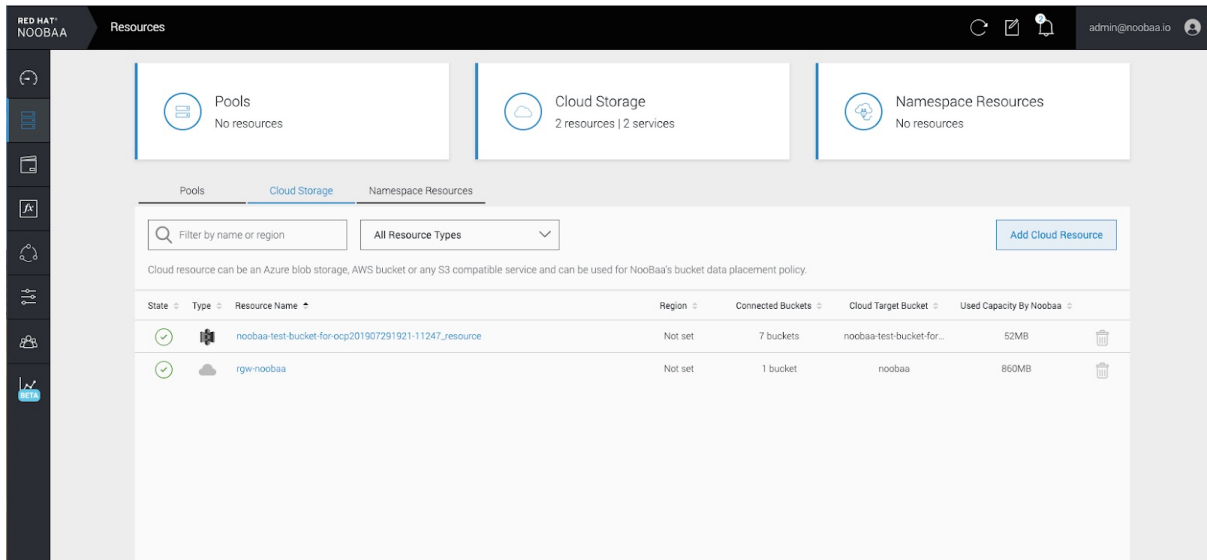 RED HAT®
NOOBAA
Resources
2
admin@noobaa.io
Pools
No resources
Cloud Storage
2 resources | 2 services
Namespace Resources
No resources
Pools Cloud Storage Namespace Resources
Filter by name or region All Resource Types Add Cloud Resource
Cloud resource can be an Azure blob storage, AWS bucket or any S3 compatible service and can be used for NooBaa's bucket data placement policy.
State Type Resource Name Region Connected Buckets Cloud Target Bucket Used Capacity By Noobaa
noobaa-test-bucket-for-ocp201907291921-11247_resource Not set 7 buckets noobaa-test-bucket-for... 52MB
rgw-noobaa Not set 1 bucket noobaa 860MB
fx
BETA